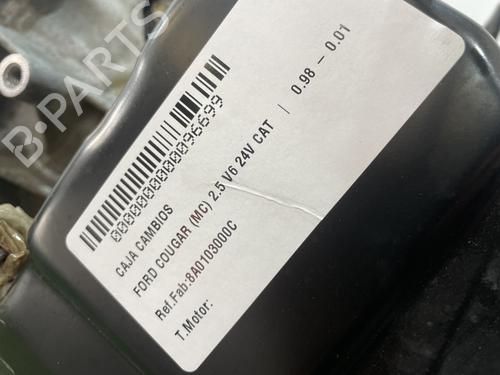 B-PARTS
0000000000096699
CAJA CAMBIOS
FORD COUGAR (MC) 2.5 V6 24V CAT | 0.98 - 0.01
Ref.Fab:8A0103000C
T.Motor: